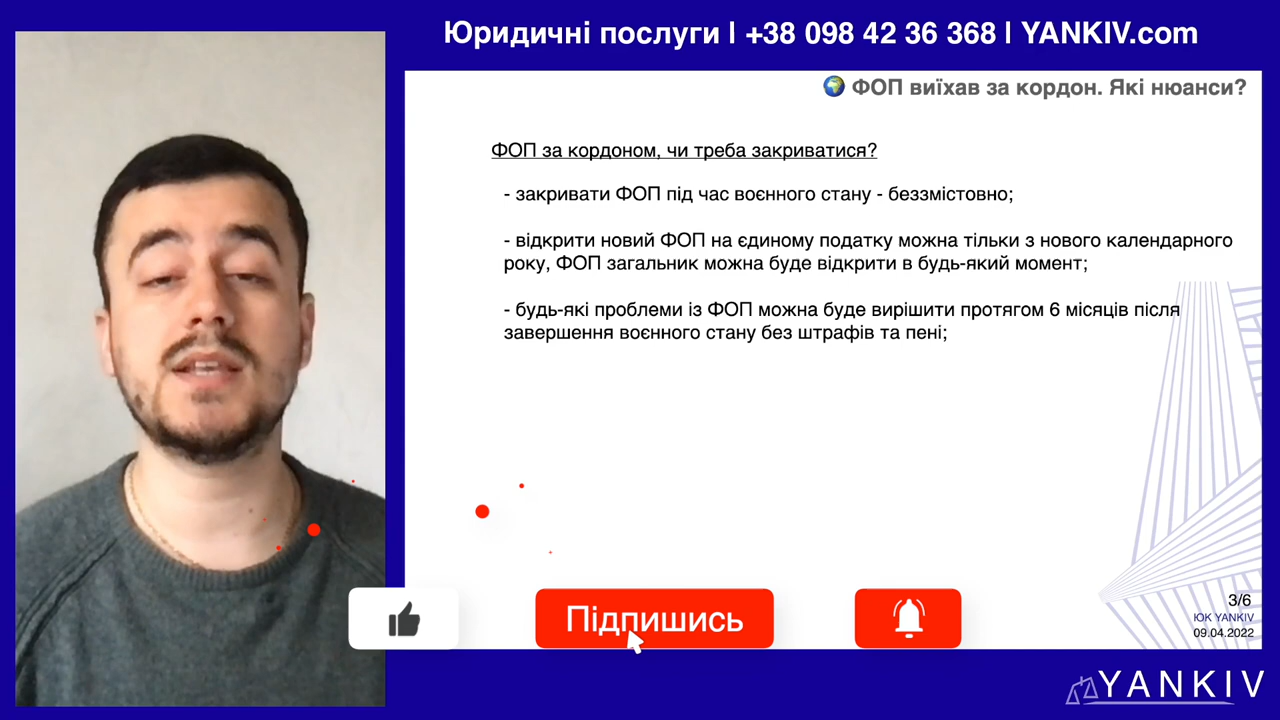 Юридичні послуги | +38 098 42 36 368 | YANKIV.com
ФОП виїхав за кордон. Які нюанси?
ФОП за кордоном, чи треба закриватися?
- закривати ФОП під час воєнного стану - беззмістовно;
- відкрити новий ФОП на єдиному податку можна тільки з нового календарного
року, ФОП загальник можна буде відкрити в будь-який момент;
- будь-які проблеми із ФОП можна буде вирішити протягом 6 місяців після
завершення воєнного стану без штрафів та пені;
Підпишись
3/6
ЮК YANKIV
09.04.2022
YANKIV